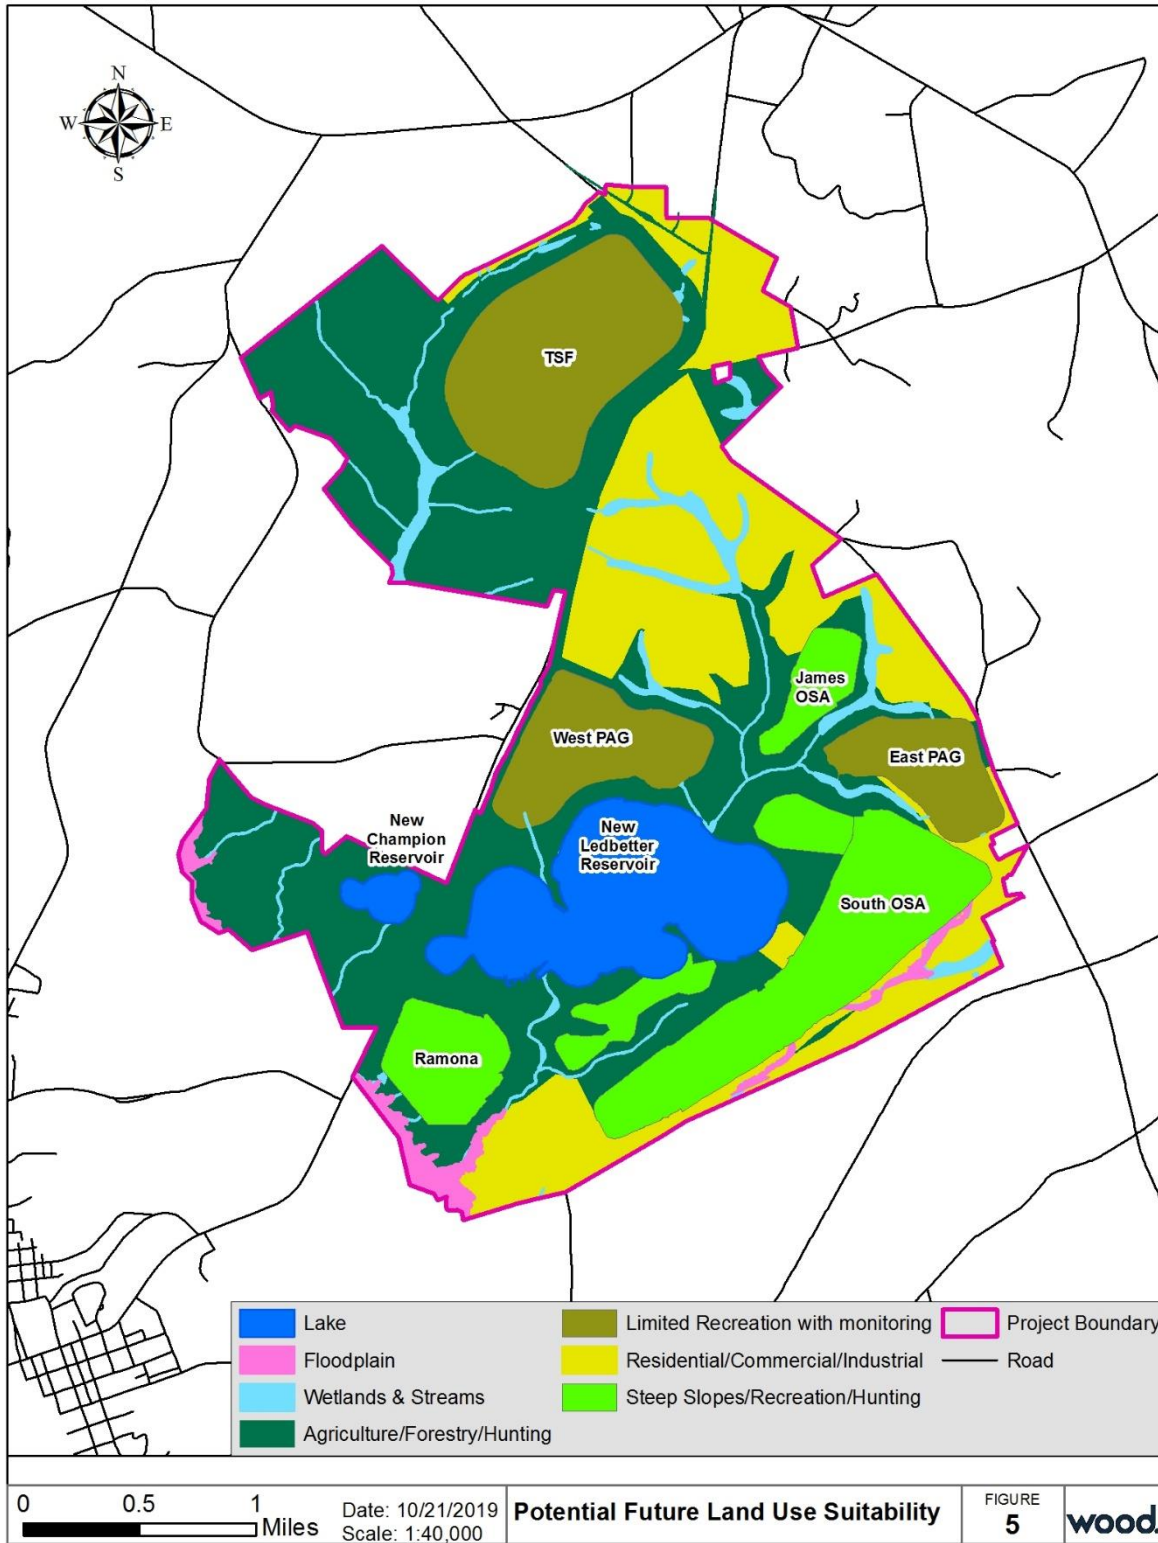 N
W E
S
TSF
James
OSA
West PAG
East PAG
New
Champion
Reservoir
New
Ledbetter
Reservoir
South OSA
Ramona
Lake
Floodplain
Wetlands & Streams
Agriculture/Forestry/Hunting
Limited Recreation with monitoring
Residential/Commercial/Industrial
Steep Slopes/Recreation/Hunting
Project Boundary
Road
0 0.5 1
Miles
Date: 10/21/2019
Scale: 1:40,000
Potential Future Land Use Suitability
FIGURE
5
wood.